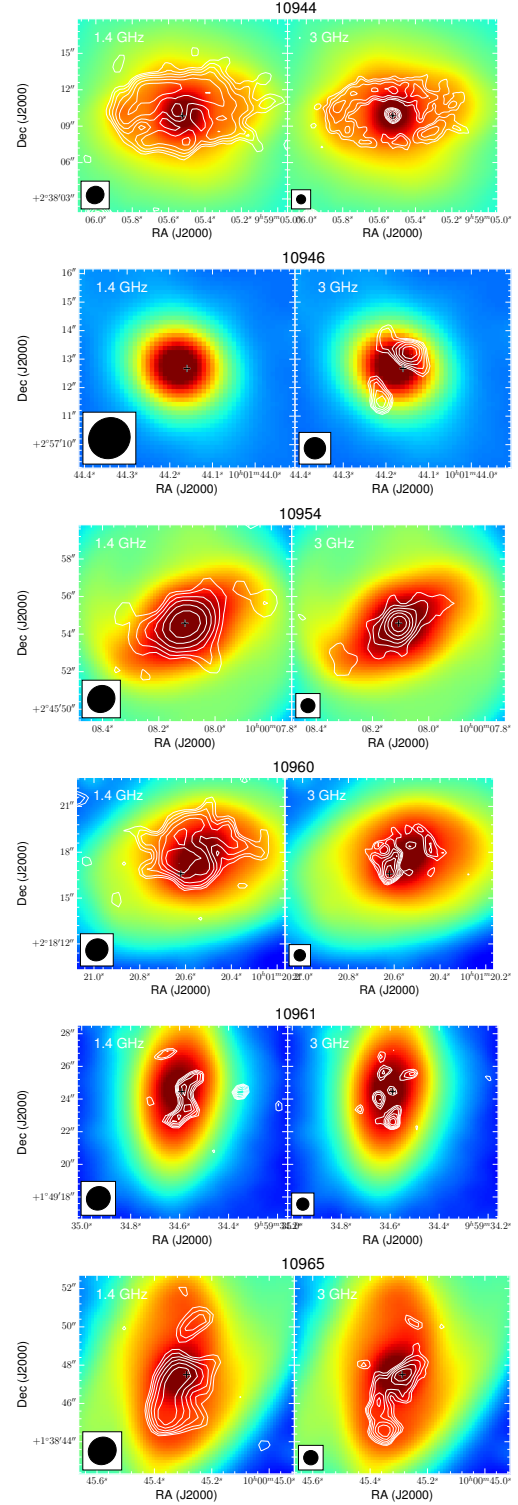 10944
1.4 GHz
3 GHz
Dec (J2000)
15″
12″
09″
06″
+2°38′03″
06.0ˢ 05.8ˢ 05.6ˢ 05.4ˢ 05.2ˢ 9ʰ59ᵐ05.0ˢ
06.0ˢ 05.8ˢ 05.6ˢ 05.4ˢ 05.2ˢ 9ʰ59ᵐ05.0ˢ
RA (J2000)
RA (J2000)
10946
1.4 GHz
3 GHz
Dec (J2000)
16″
15″
14″
13″
12″
11″
+2°57′10″
44.4ˢ 44.3ˢ 44.2ˢ 44.1ˢ 10ʰ01ᵐ44.0ˢ
44.4ˢ 44.3ˢ 44.2ˢ 44.1ˢ 10ʰ01ᵐ44.0ˢ
RA (J2000)
RA (J2000)
10954
1.4 GHz
3 GHz
Dec (J2000)
58″
56″
54″
52″
+2°45′50″
08.4ˢ 08.2ˢ 08.0ˢ 10ʰ00ᵐ07.8ˢ
08.4ˢ 08.2ˢ 08.0ˢ 10ʰ00ᵐ07.8ˢ
RA (J2000)
RA (J2000)
10960
1.4 GHz
3 GHz
Dec (J2000)
21″
18″
15″
+2°18′12″
21.0ˢ 20.8ˢ 20.6ˢ 20.4ˢ 10ʰ01ᵐ20.2ˢ
21.0ˢ 20.8ˢ 20.6ˢ 20.4ˢ 10ʰ01ᵐ20.2ˢ
RA (J2000)
RA (J2000)
10961
1.4 GHz
3 GHz
Dec (J2000)
28″
26″
24″
22″
20″
+1°49′18″
35.0ˢ 34.8ˢ 34.6ˢ 34.4ˢ 9ʰ59ᵐ34.2ˢ
35.0ˢ 34.8ˢ 34.6ˢ 34.4ˢ 9ʰ59ᵐ34.2ˢ
RA (J2000)
RA (J2000)
10965
1.4 GHz
3 GHz
Dec (J2000)
52″
50″
48″
46″
+1°38′44″
45.6ˢ 45.4ˢ 45.2ˢ 10ʰ00ᵐ45.0ˢ
45.6ˢ 45.4ˢ 45.2ˢ 10ʰ00ᵐ45.0ˢ
RA (J2000)
RA (J2000)